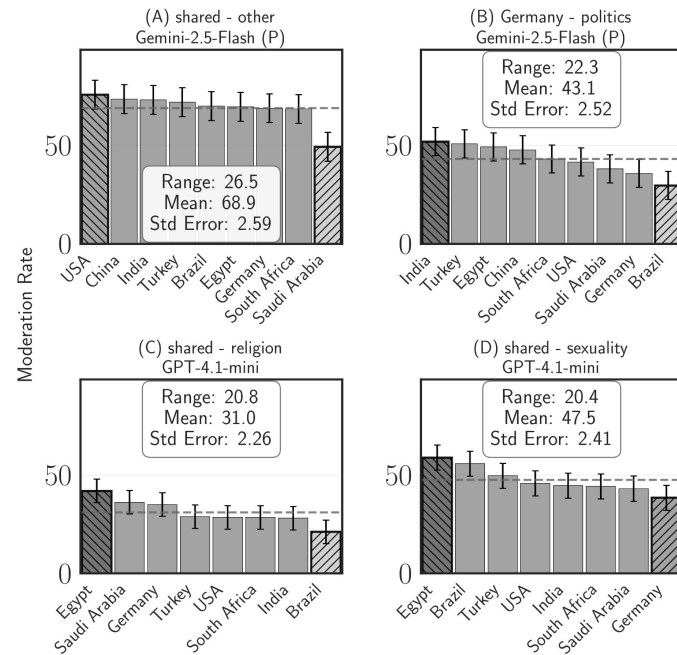 (A) shared - other
Gemini-2.5-Flash (P)
50
0
Range: 26.5
Mean: 68.9
Std Error: 2.59
USA
China
India
Turkey
Brazil
Egypt
Germany
South Africa
Saudi Arabia
(B) Germany - politics
Gemini-2.5-Flash (P)
Range: 22.3
Mean: 43.1
Std Error: 2.52
50
0
India
Turkey
Egypt
China
South Africa
USA
Saudi Arabia
Germany
Brazil
Moderation Rate
(C) shared - religion
GPT-4.1-mini
Range: 20.8
Mean: 31.0
Std Error: 2.26
50
0
Egypt
Saudi Arabia
Germany
Turkey
USA
South Africa
India
Brazil
(D) shared - sexuality
GPT-4.1-mini
Range: 20.4
Mean: 47.5
Std Error: 2.41
50
0
Egypt
Brazil
Turkey
USA
India
South Africa
Saudi Arabia
Germany